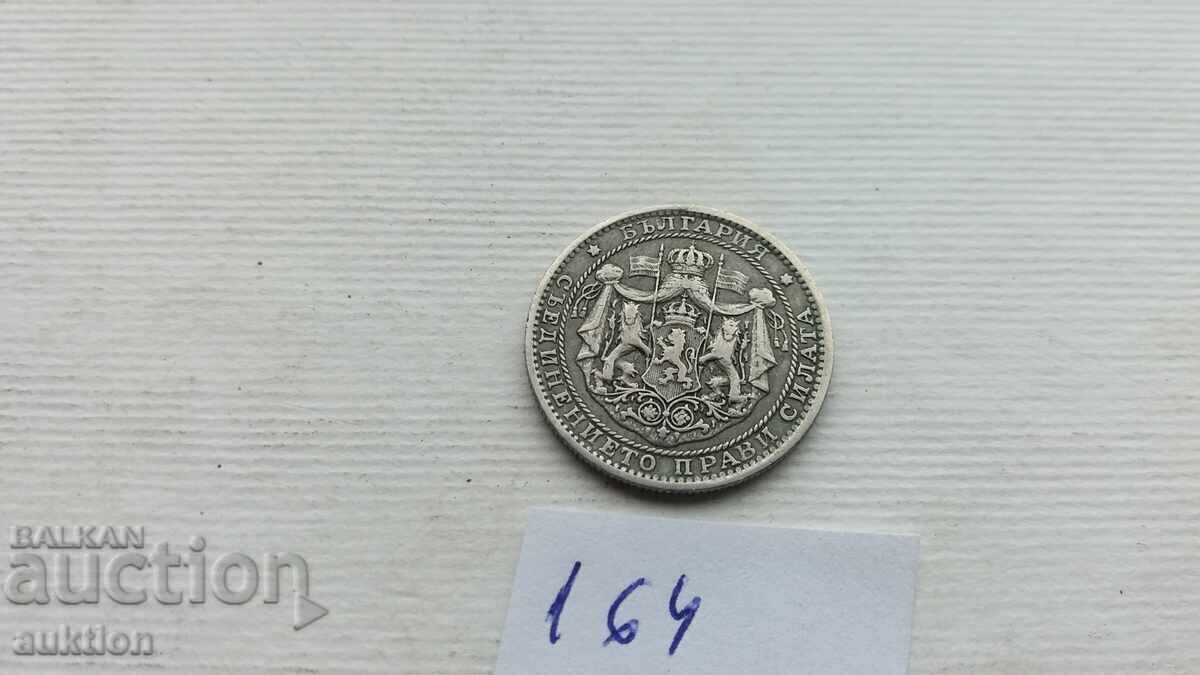 БЪЛГАРИЯ
СЪЕДИНЕНИЕТО ПРАВИ СИЛАТА
BALKAN
auction
auktion
164